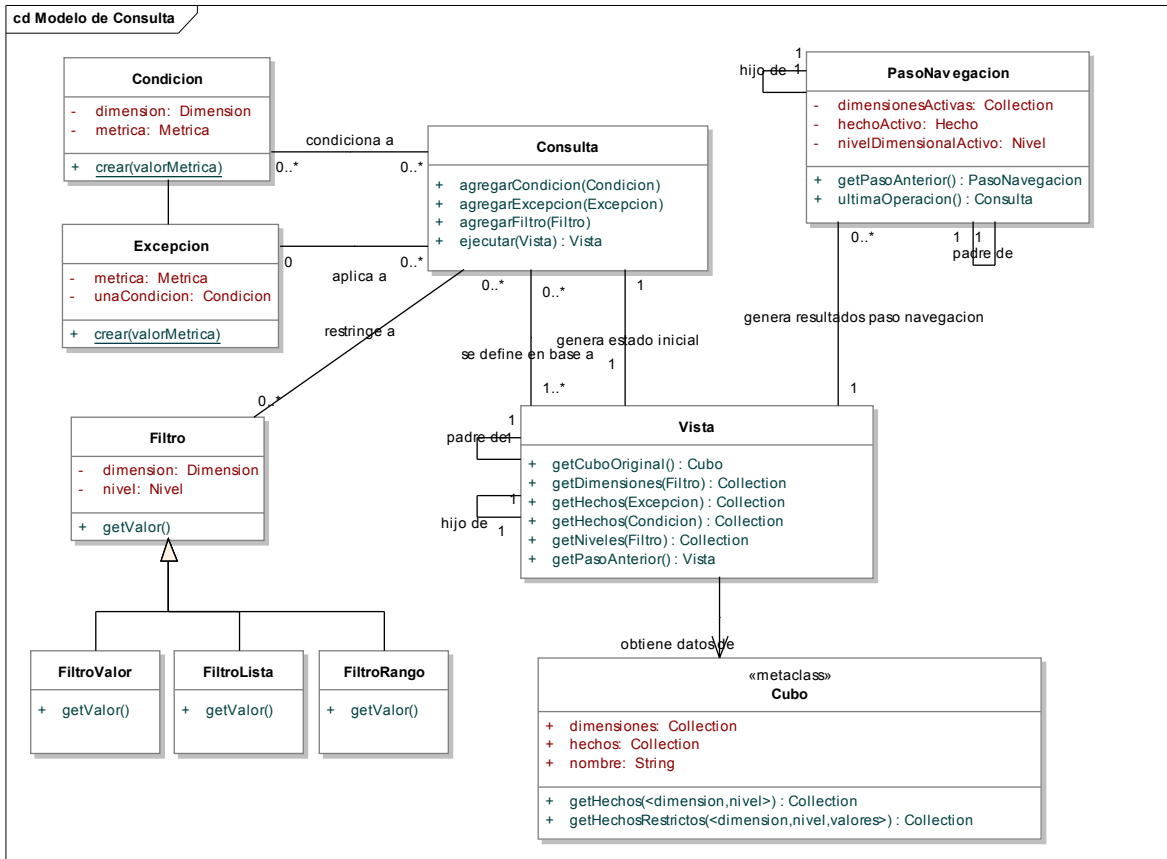 cd Modelo de Consulta
Condicion
- dimension: Dimension
- metrica: Metrica
+ crear(valorMetrica)
condiciona a
0..*
0..*
Consulta
+ agregarCondicion(Condicion)
+ agregarExcepcion(Excepcion)
+ agregarFiltro(Filtro)
+ ejecutar(Vista) : Vista
1
hijo de 1
PasoNavegacion
- dimensionesActivas: Collection
- hechoActivo: Hecho
- nivelDimensionalActivo: Nivel
+ getPasoAnterior() : PasoNavegacion
+ ultimaOperacion() : Consulta
Excepcion
- metrica: Metrica
- unaCondicion: Condicion
+ crear(valorMetrica)
0
0..*
aplica a
0..*
1
1
padre de
0..*
0..*
1
restringe a
se define en base a
genera estado inicial
1
genera resultados paso navegacion
0..*
1..*
1
Filtro
- dimension: Dimension
- nivel: Nivel
+ getValor()
1
padre de
1
1
hijo de
1
Vista
+ getCuboOriginal() : Cubo
+ getDimensiones(Filtro) : Collection
+ getHechos(Excepcion) : Collection
+ getHechos(Condicion) : Collection
+ getNiveles(Filtro) : Collection
+ getPasoAnterior() : Vista
obtiene datos de
FiltroValor
+ getValor()
FiltroLista
+ getValor()
FiltroRango
+ getValor()
«metaclass»
Cubo
+ dimensiones: Collection
+ hechos: Collection
+ nombre: String
+ getHechos(<dimension,nivel>) : Collection
+ getHechosRestrictos(<dimension,nivel,valores>) : Collection